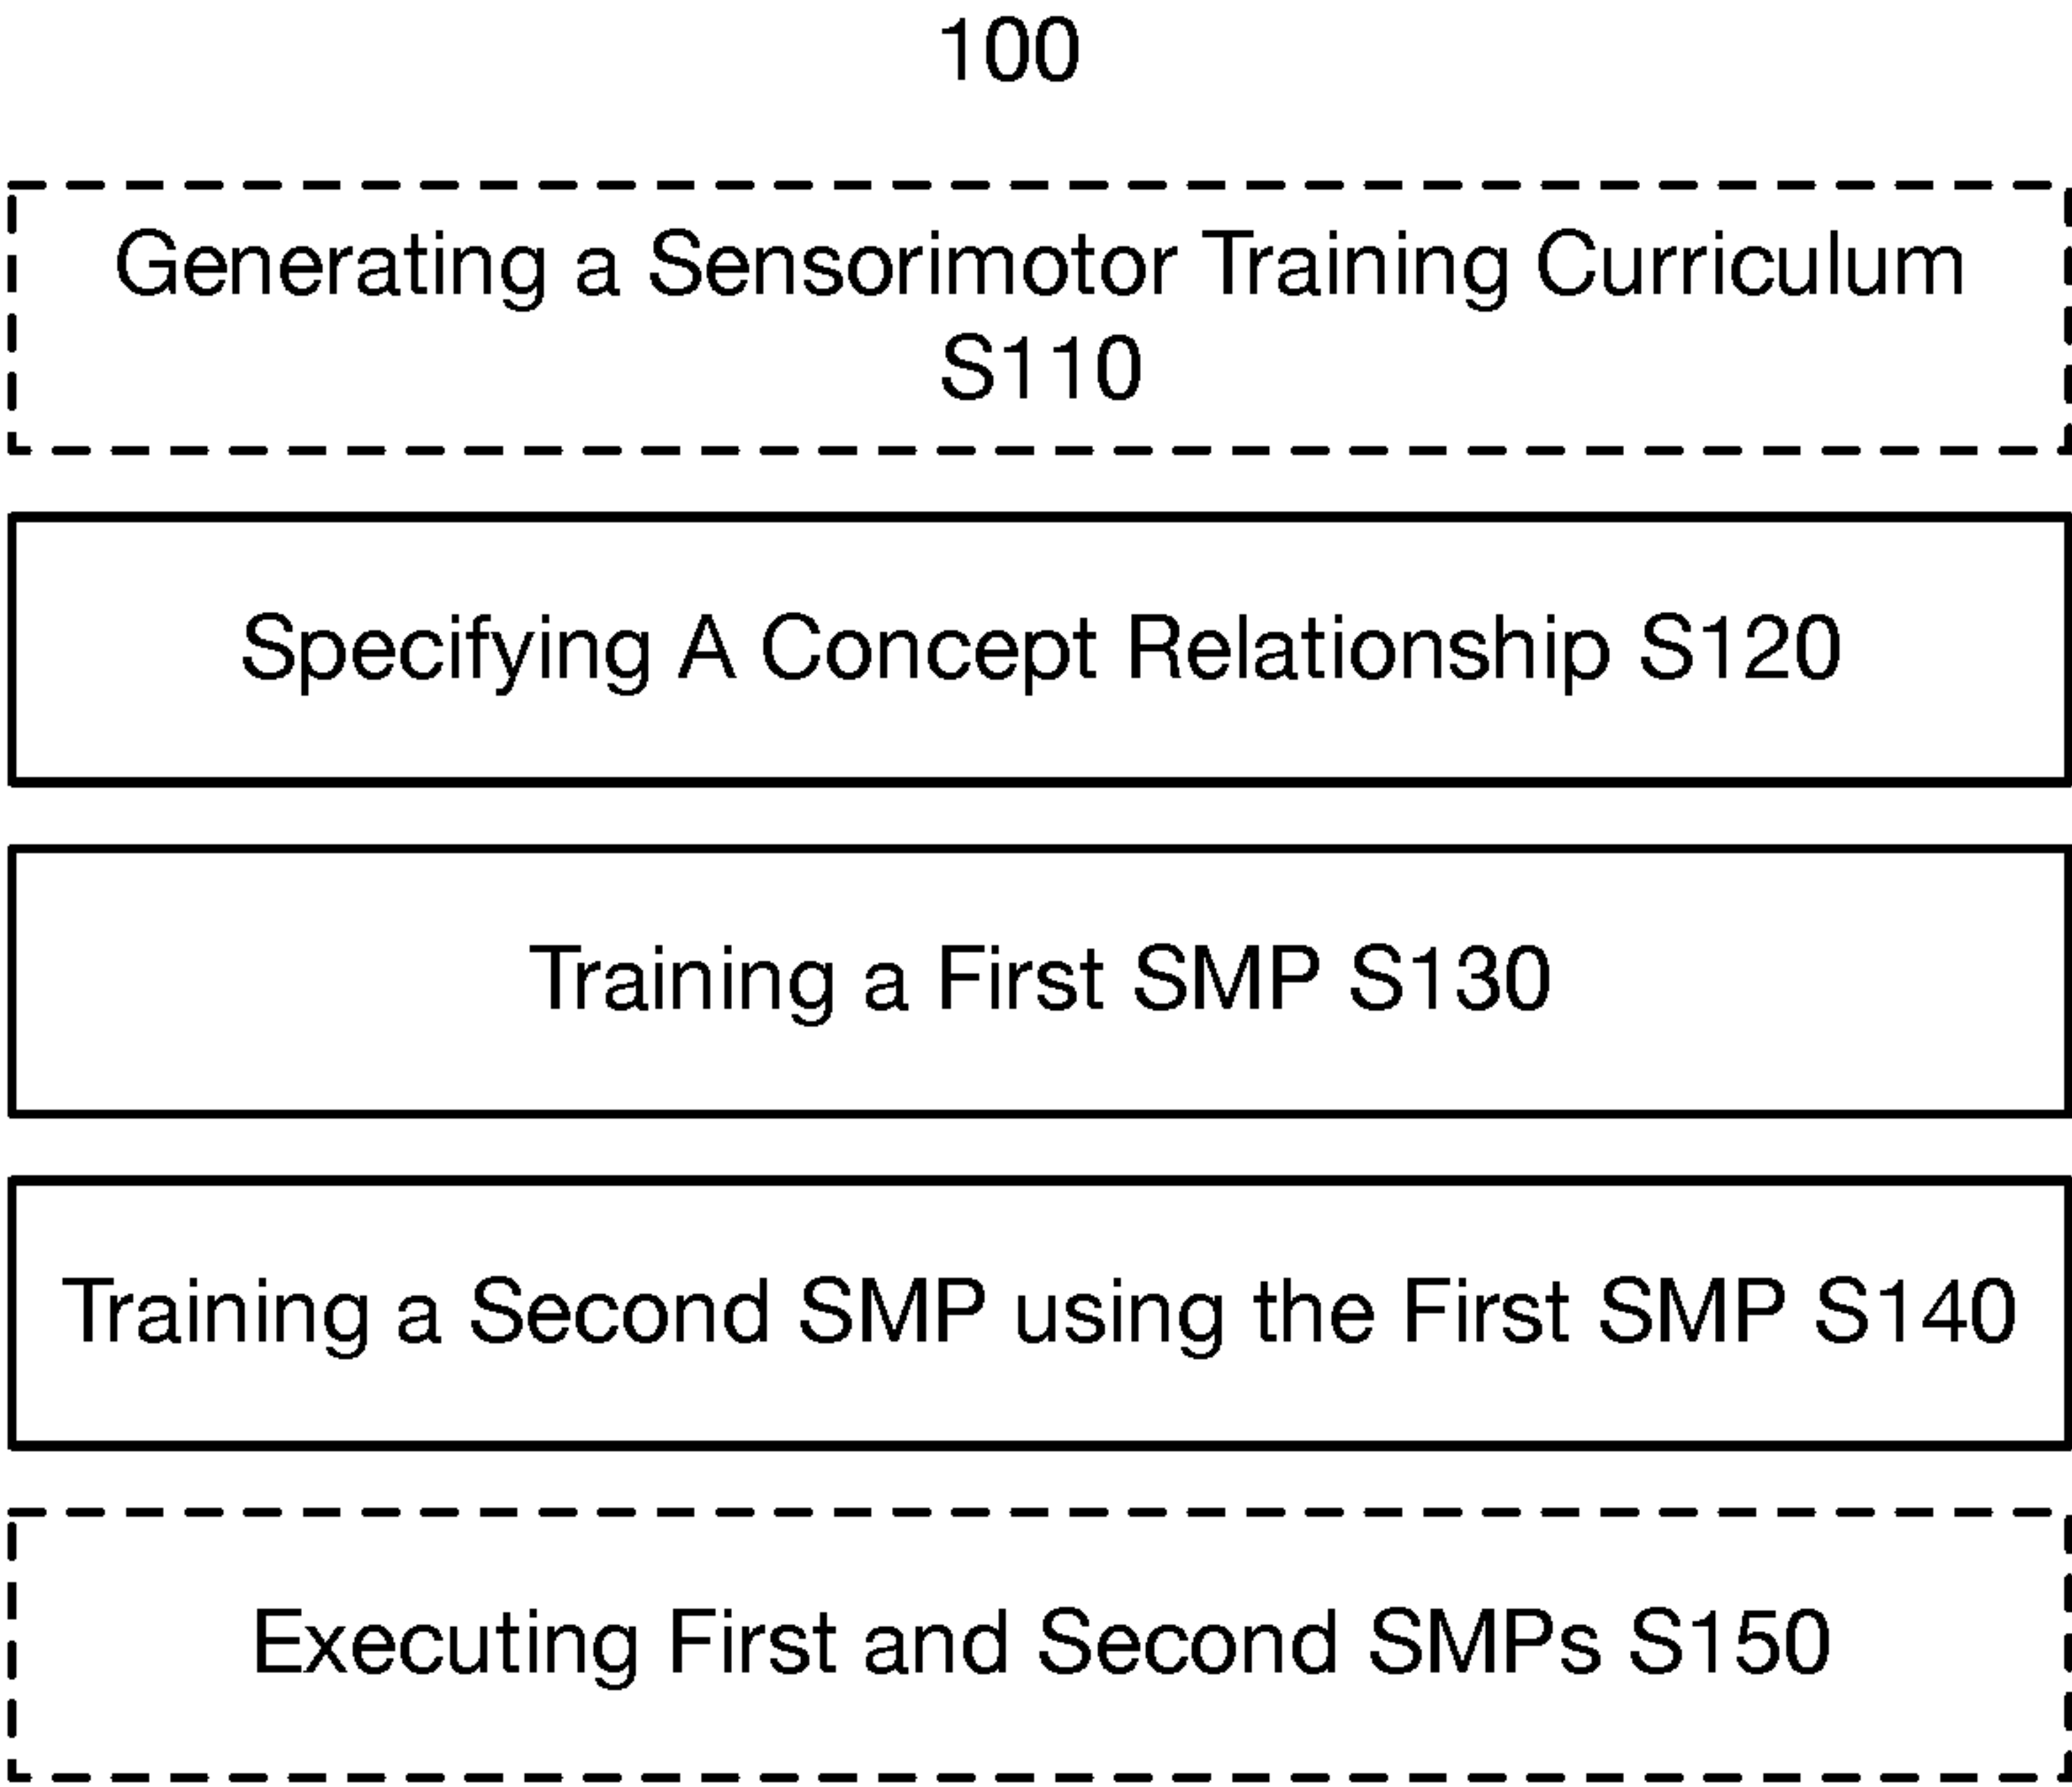 100
Generating a Sensorimotor Training Curriculum
S110
Specifying A Concept Relationship S120
Training a First SMP S130
Training a Second SMP using the First SMP S140
Executing First and Second SMPs S150